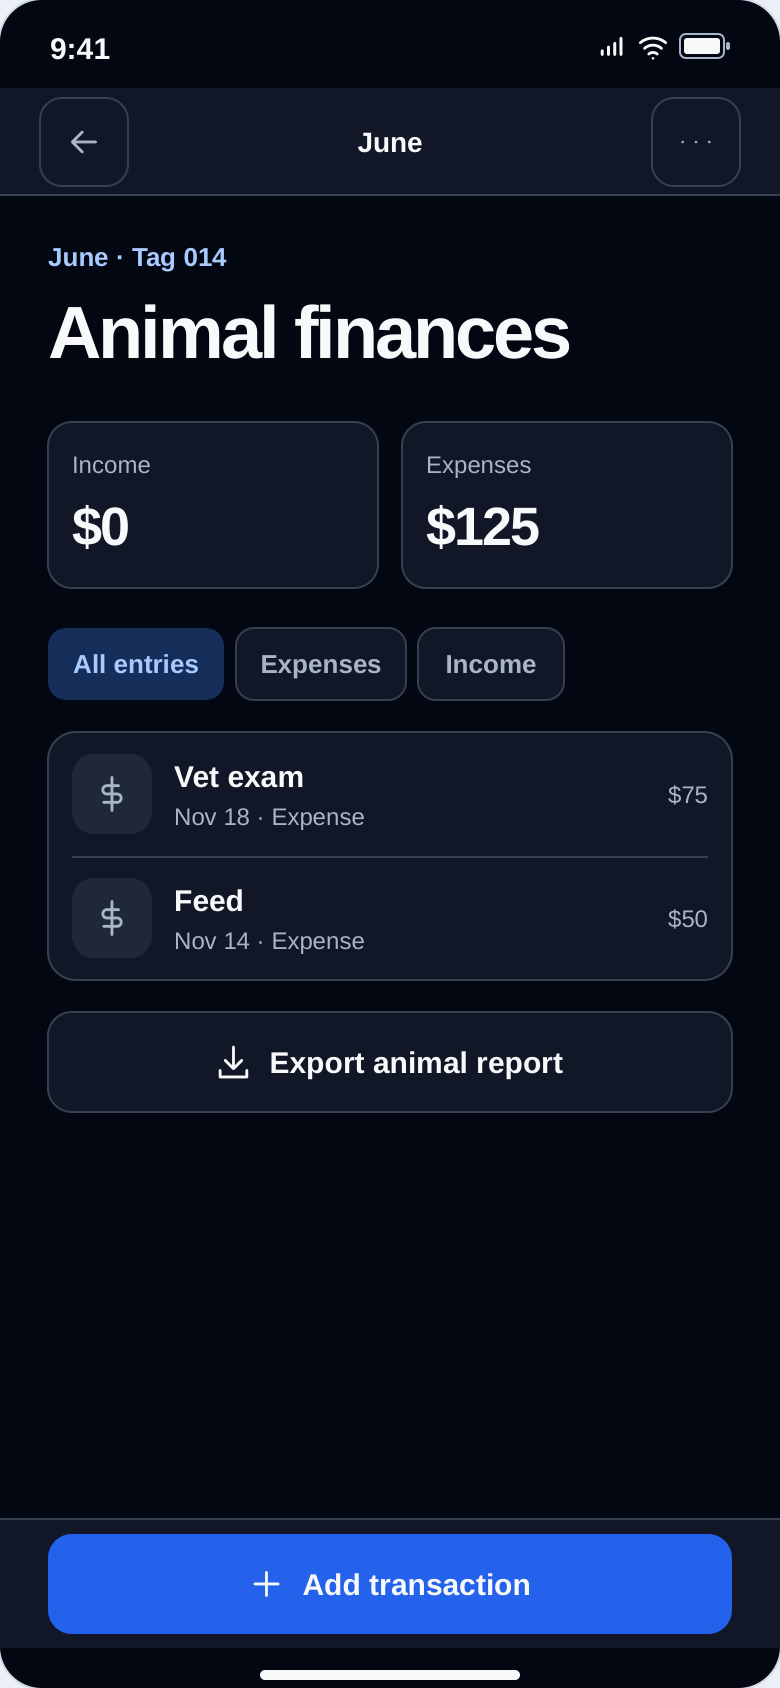 9:41
June
June · Tag 014
Animal finances
Income
$0
Expenses
$125
All entries
Expenses
Income
Vet exam
Nov 18 · Expense
$75
Feed
Nov 14 · Expense
$50
Export animal report
Add transaction